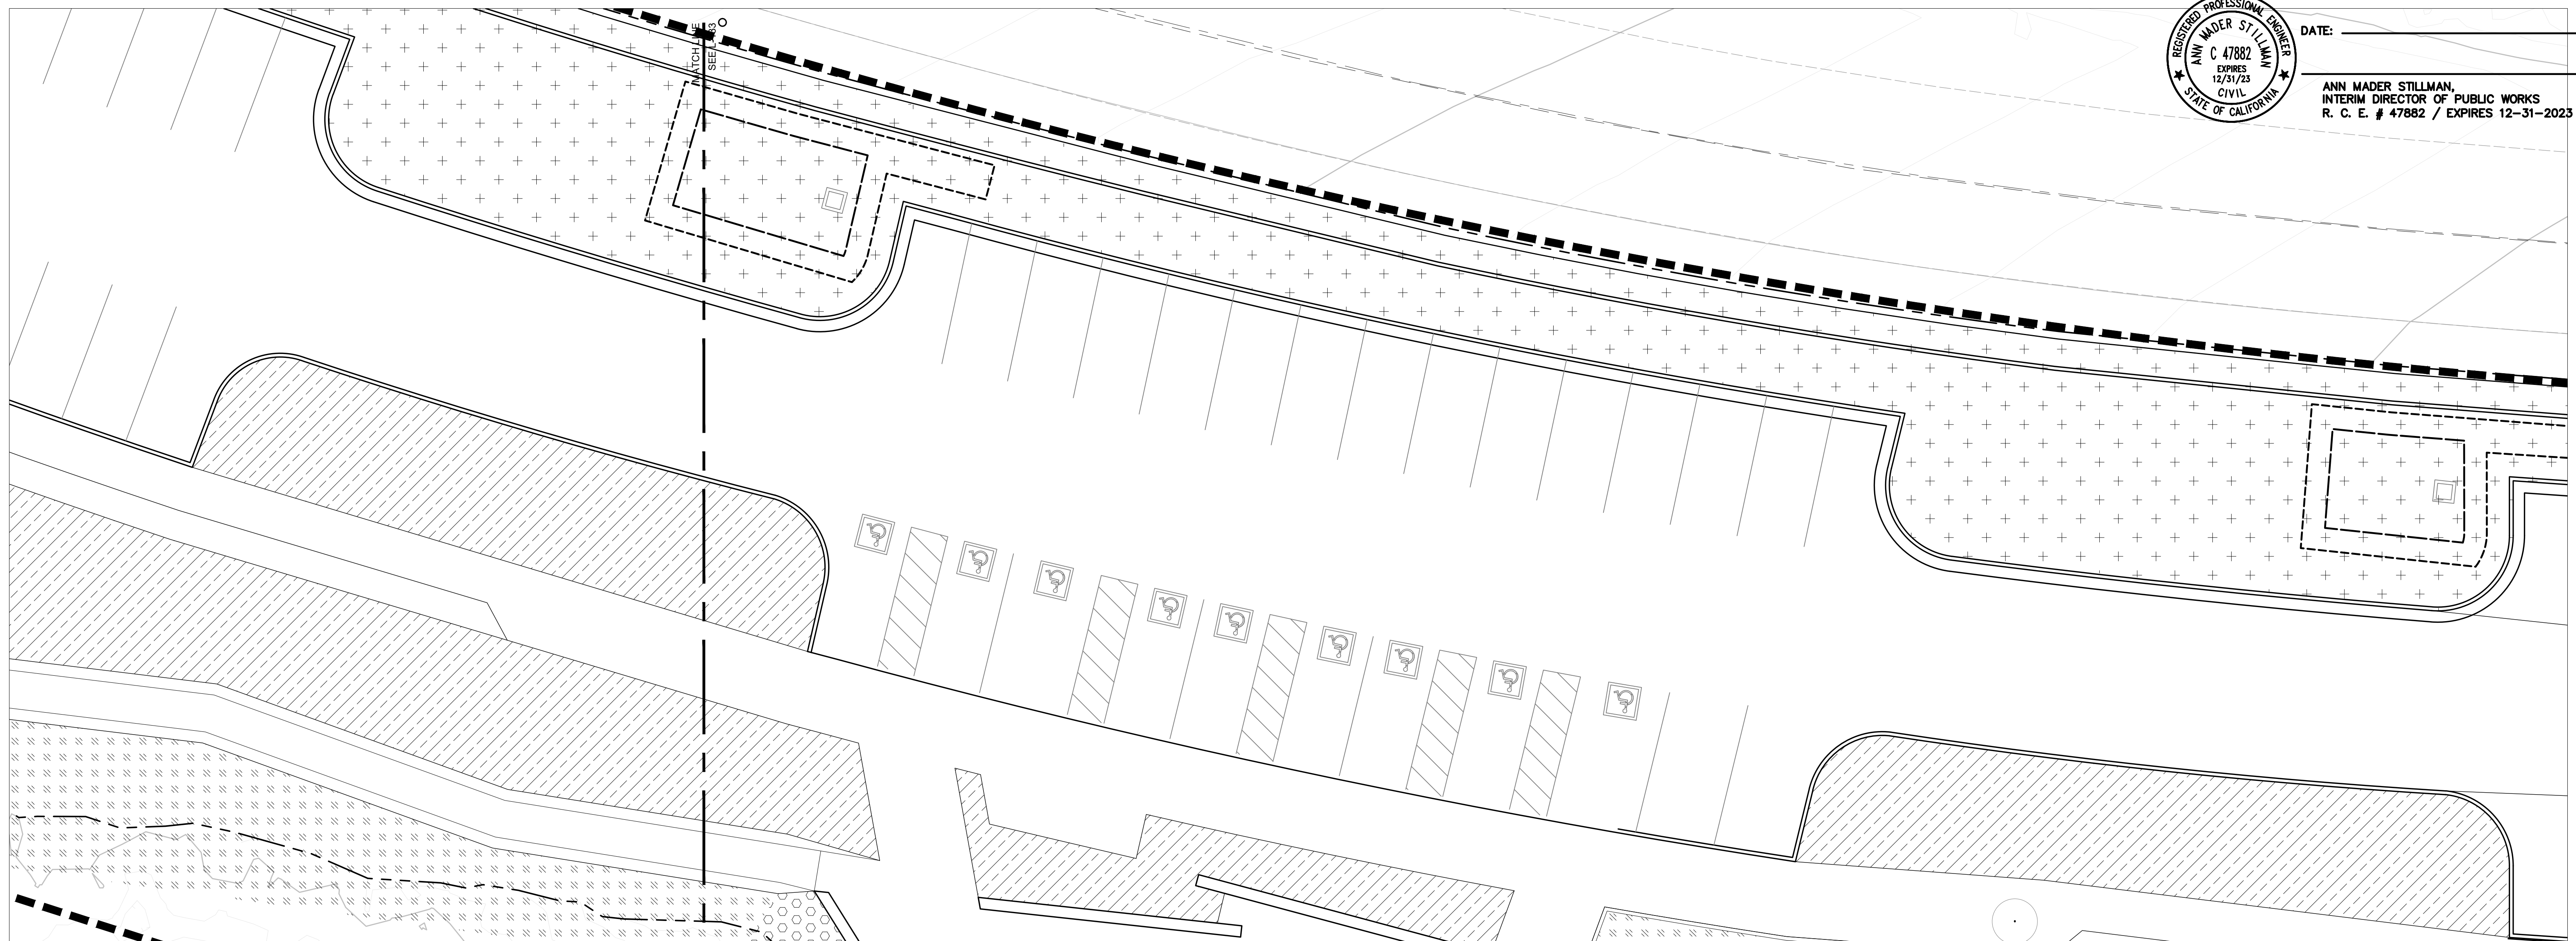 MATCH LINE
REGISTERED PROFESSIONAL ENGINEER
ANN MADER STILLMAN
C 47882
EXPIRES
12/31/23
CIVIL
STATE OF CALIFORNIA
DATE:
ANN MADER STILLMAN,
INTERIM DIRECTOR OF PUBLIC WORKS
R. C. E. # 47882 / EXPIRES 12-31-2023